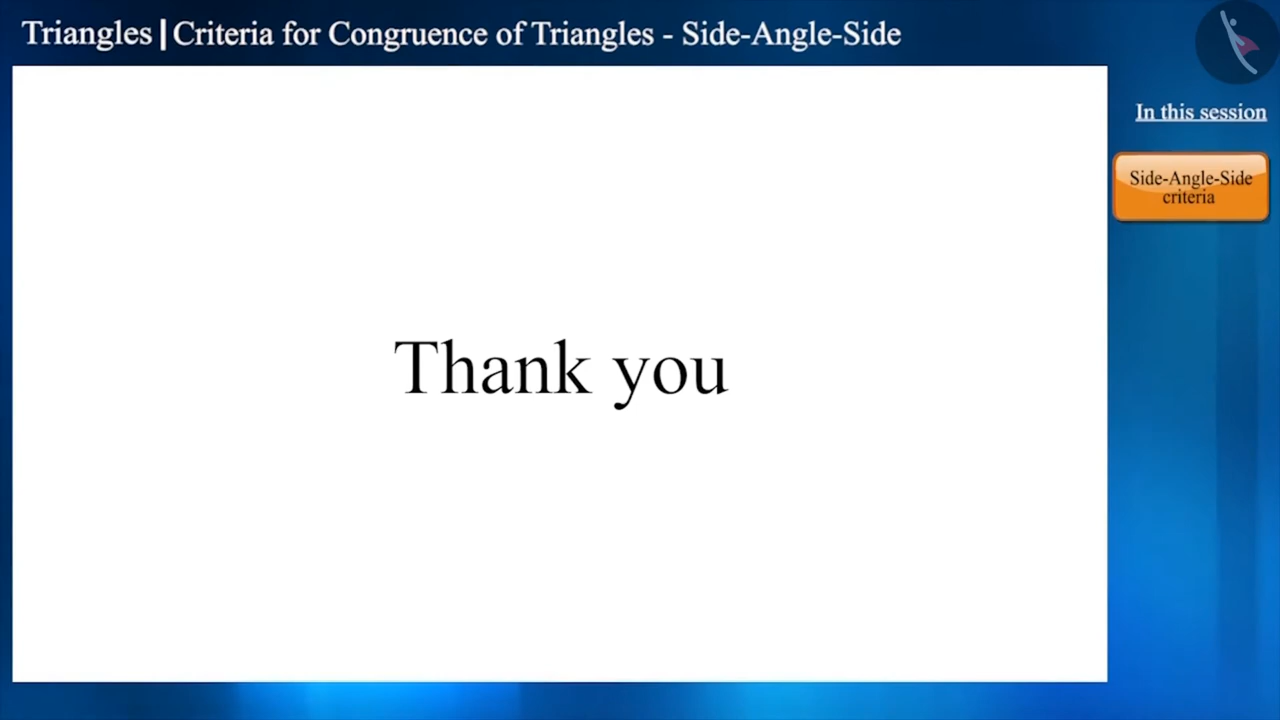 Triangles | Criteria for Congruence of Triangles - Side-Angle-Side
In this session
Side-Angle-Side
criteria
Thank you